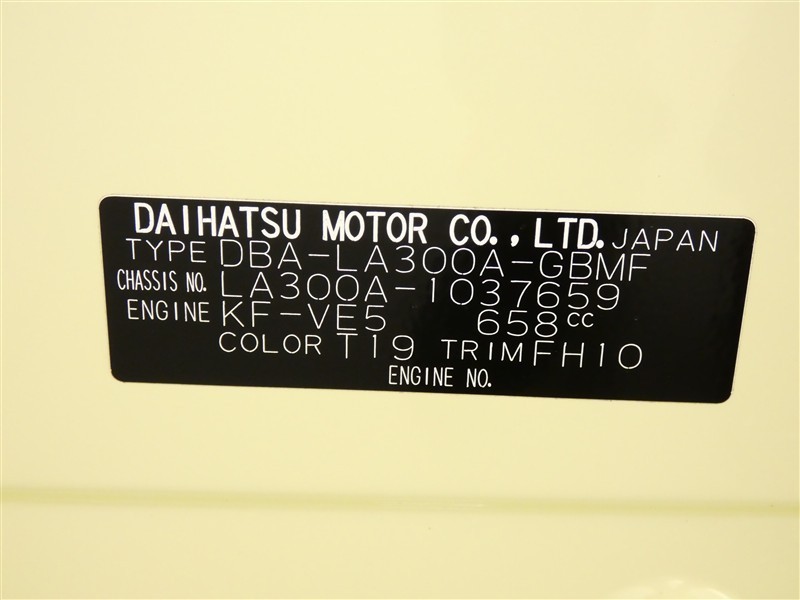 DAIHATSU MOTOR CO., LTD. JAPAN
TYPE DBA-LA300A-GBMF
CHASSIS NO. LA300A-1037659
ENGINE KF-VE5 658cc
COLOR T19 TRIM FH10
ENGINE NO.